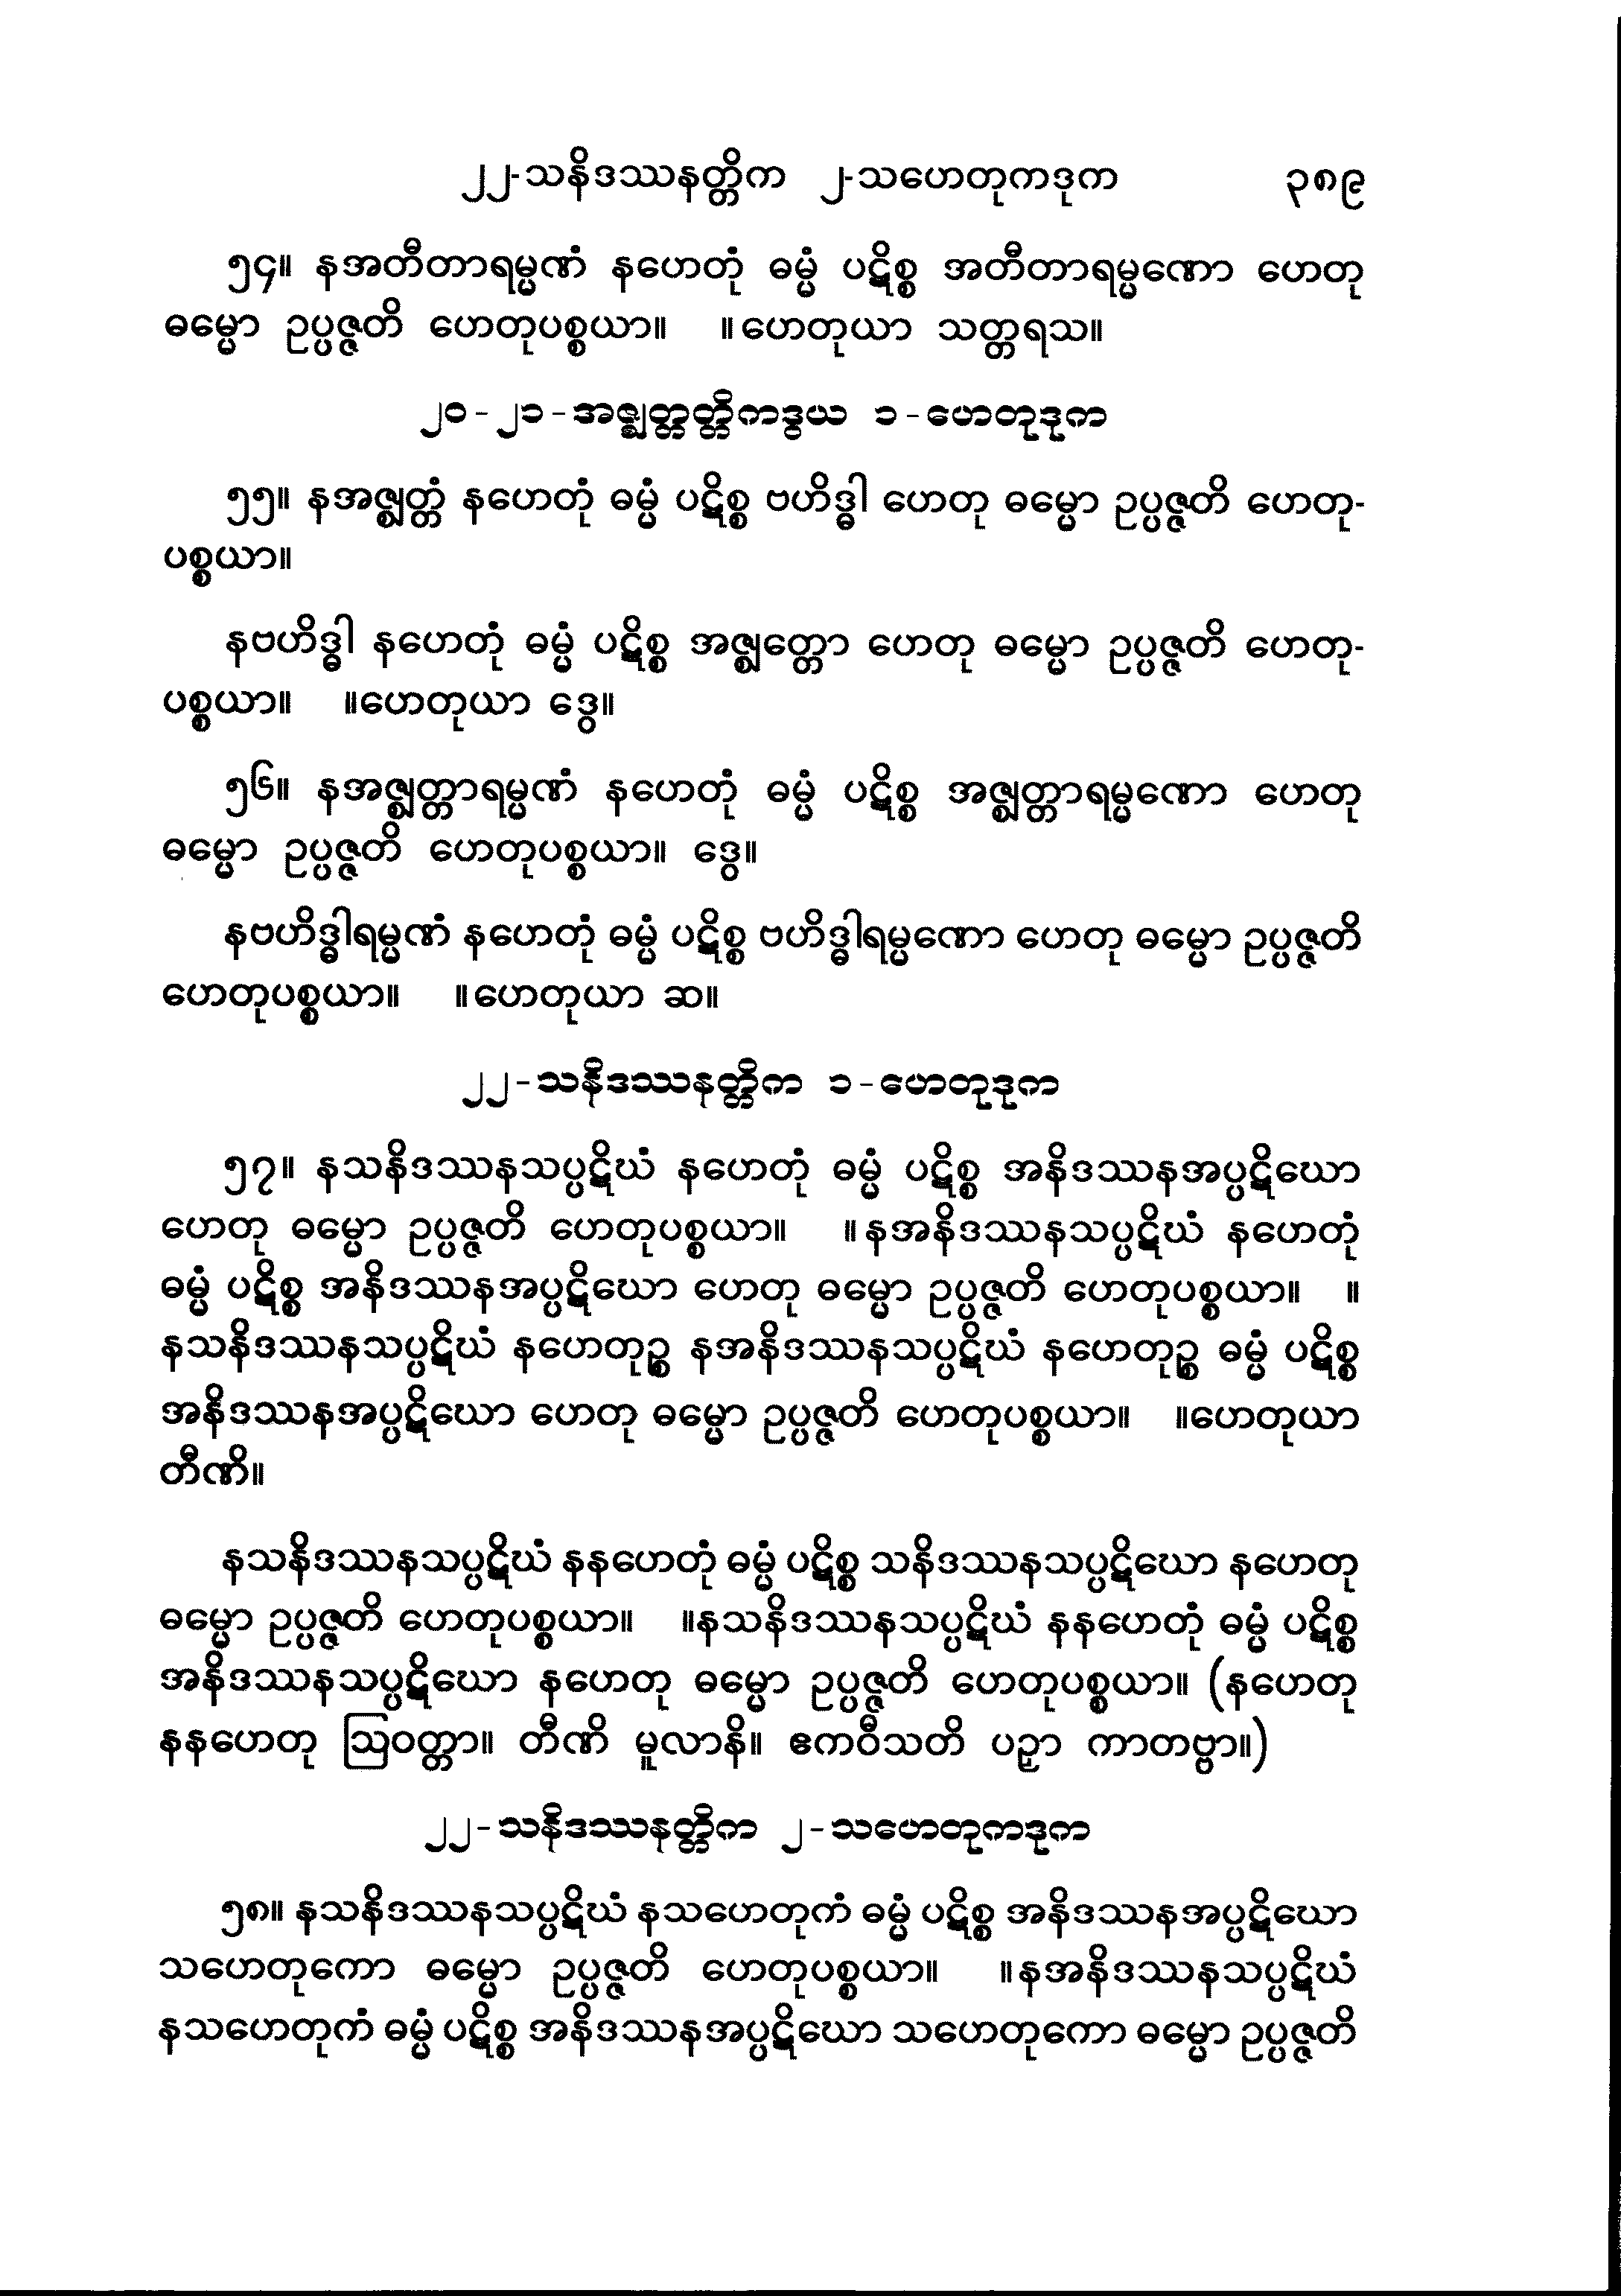 ၂၂-သနိဒဿနတ္တိက ၂-သဟေတုကဒုက ၃၈၉
၅၄။ နအတီတာရမ္မဏံ နဟေတုံ ဓမ္မံ ပဋိစ္စ အတီတာရမ္မဏော ဟေတု
ဓမ္မော ဥပ္ပဇ္ဇတိ ဟေတုပစ္စယာ။ ။ဟေတုယာ သတ္တရသ။
၂၀-၂၁-အဇ္ဈတ္တတ္တိကဒွယ ၁-ဟေတုဒုက
၅၅။ နအဇ္ဈတ္တံ နဟေတုံ ဓမ္မံ ပဋိစ္စ ဗဟိဒ္ဓါ ဟေတု ဓမ္မော ဥပ္ပဇ္ဇတိ ဟေတု-
ပစ္စယာ။
နဗဟိဒ္ဓါ နဟေတုံ ဓမ္မံ ပဋိစ္စ အဇ္ဈတ္တော ဟေတု ဓမ္မော ဥပ္ပဇ္ဇတိ ဟေတု-
ပစ္စယာ။ ။ဟေတုယာ ဒွေ။
၅၆။ နအဇ္ဈတ္တာရမ္မဏံ နဟေတုံ ဓမ္မံ ပဋိစ္စ အဇ္ဈတ္တာရမ္မဏော ဟေတု
ဓမ္မော ဥပ္ပဇ္ဇတိ ဟေတုပစ္စယာ။ ဒွေ။
နဗဟိဒ္ဓါရမ္မဏံ နဟေတုံ ဓမ္မံ ပဋိစ္စ ဗဟိဒ္ဓါရမ္မဏော ဟေတု ဓမ္မော ဥပ္ပဇ္ဇတိ
ဟေတုပစ္စယာ။ ။ဟေတုယာ ဆ။
၂၂-သနိဒဿနတ္တိက ၁-ဟေတုဒုက
၅၇။ နသနိဒဿနသပ္ပဋိဃံ နဟေတုံ ဓမ္မံ ပဋိစ္စ အနိဒဿနအပ္ပဋိဃော
ဟေတု ဓမ္မော ဥပ္ပဇ္ဇတိ ဟေတုပစ္စယာ။ ။နအနိဒဿနသပ္ပဋိဃံ နဟေတုံ
ဓမ္မံ ပဋိစ္စ အနိဒဿနအပ္ပဋိဃော ဟေတု ဓမ္မော ဥပ္ပဇ္ဇတိ ဟေတုပစ္စယာ။ ။
နသနိဒဿနသပ္ပဋိဃံ နဟေတုဉ္စ နအနိဒဿနသပ္ပဋိဃံ နဟေတုဉ္စ ဓမ္မံ ပဋိစ္စ
အနိဒဿနအပ္ပဋိဃော ဟေတု ဓမ္မော ဥပ္ပဇ္ဇတိ ဟေတုပစ္စယာ။ ။ဟေတုယာ
တီဏိ။
နသနိဒဿနသပ္ပဋိဃံ နနဟေတုံ ဓမ္မံ ပဋိစ္စ သနိဒဿနသပ္ပဋိဃော နဟေတု
ဓမ္မော ဥပ္ပဇ္ဇတိ ဟေတုပစ္စယာ။ ။နသနိဒဿနသပ္ပဋိဃံ နနဟေတုံ ဓမ္မံ ပဋိစ္စ
အနိဒဿနသပ္ပဋိဃော နဟေတု ဓမ္မော ဥပ္ပဇ္ဇတိ ဟေတုပစ္စယာ။ (နဟေတု
နနဟေတု ဩဝတ္တာ။ တီဏိ မူလာနိ။ ဧကဝီသတိ ပဉှာ ကာတဗ္ဗာ။)
၂၂-သနိဒဿနတ္တိက ၂-သဟေတုကဒုက
၅၈။ နသနိဒဿနသပ္ပဋိဃံ နသဟေတုကံ ဓမ္မံ ပဋိစ္စ အနိဒဿနအပ္ပဋိဃော
သဟေတုကော ဓမ္မော ဥပ္ပဇ္ဇတိ ဟေတုပစ္စယာ။ ။နအနိဒဿနသပ္ပဋိဃံ
နသဟေတုကံ ဓမ္မံ ပဋိစ္စ အနိဒဿနအပ္ပဋိဃော သဟေတုကော ဓမ္မော ဥပ္ပဇ္ဇတိ